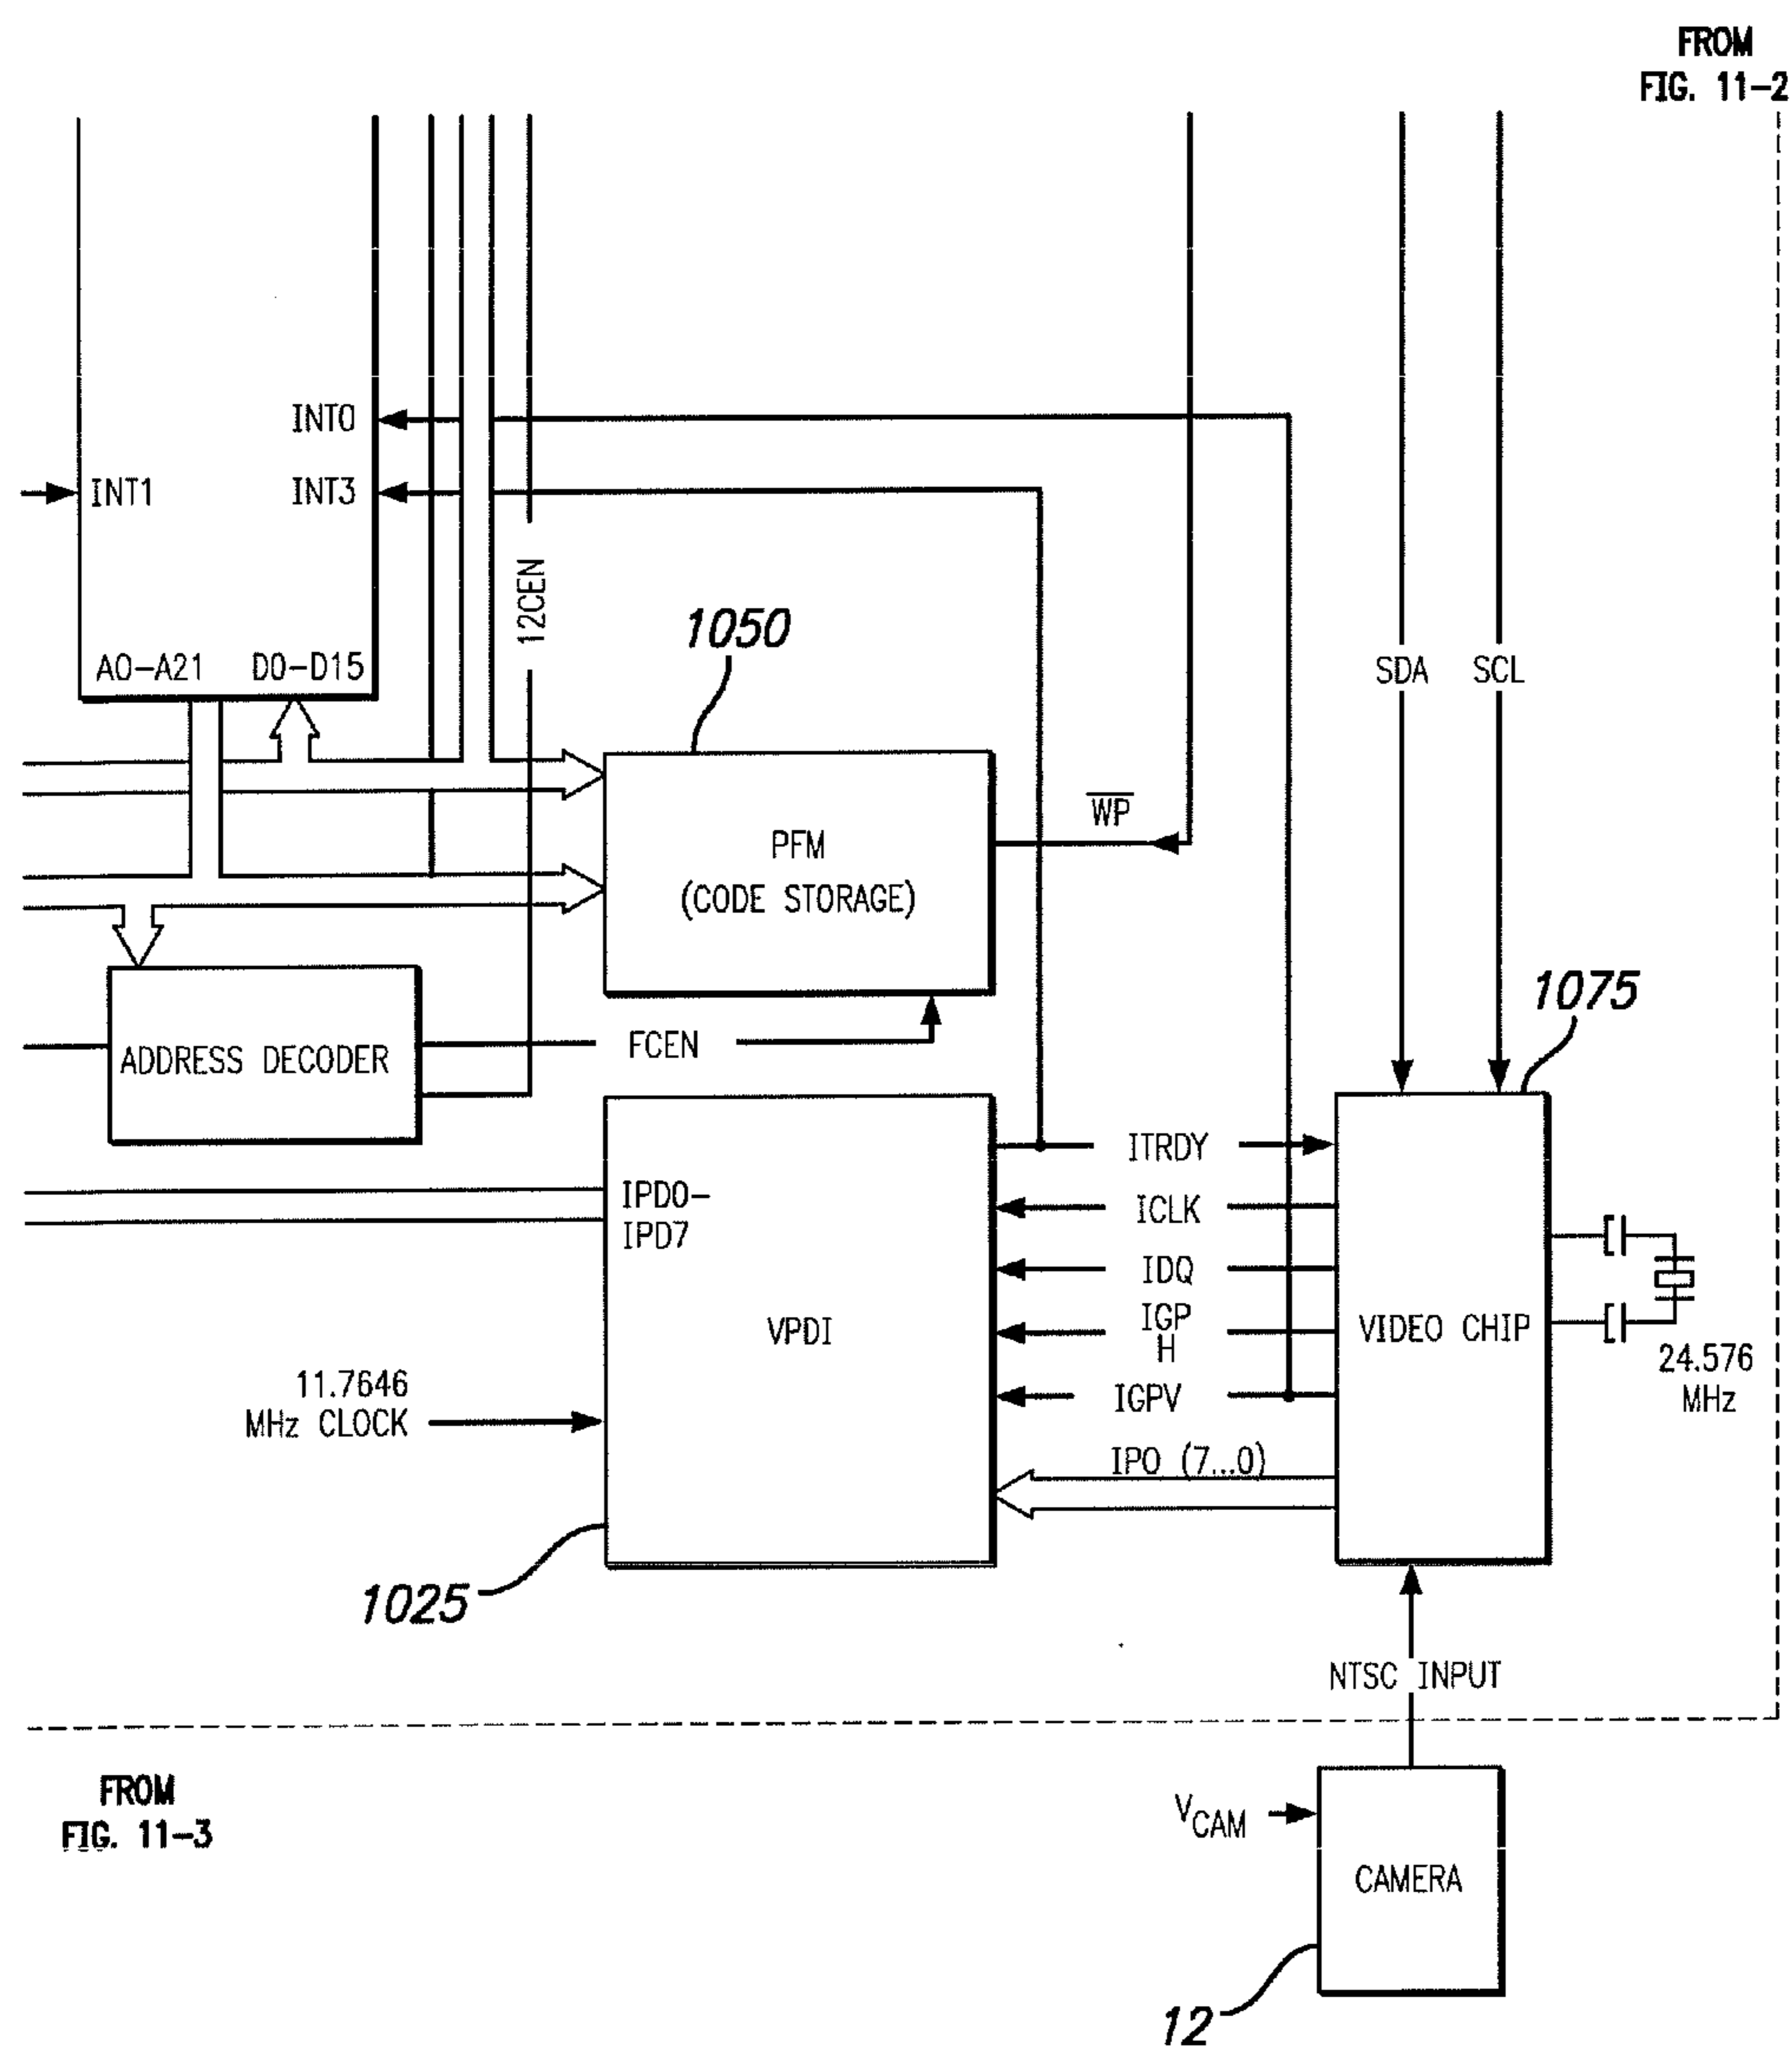 FROM
FIG. 11-2
INT0
INT1
INT3
12CEN
1050
A0-A21
D0-D15
SDA
SCL
WP
PFM
(CODE STORAGE)
1075
ADDRESS DECODER
FCEN
ITRDY
IPD0-
IPD7
ICLK
IDQ
IGP
H
VPDI
VIDEO CHIP
24.576
MHz
11.7646
MHz CLOCK
IGPV
IPO (7...0)
1025
NTSC INPUT
FROM
FIG. 11-3
VCAM
CAMERA
12